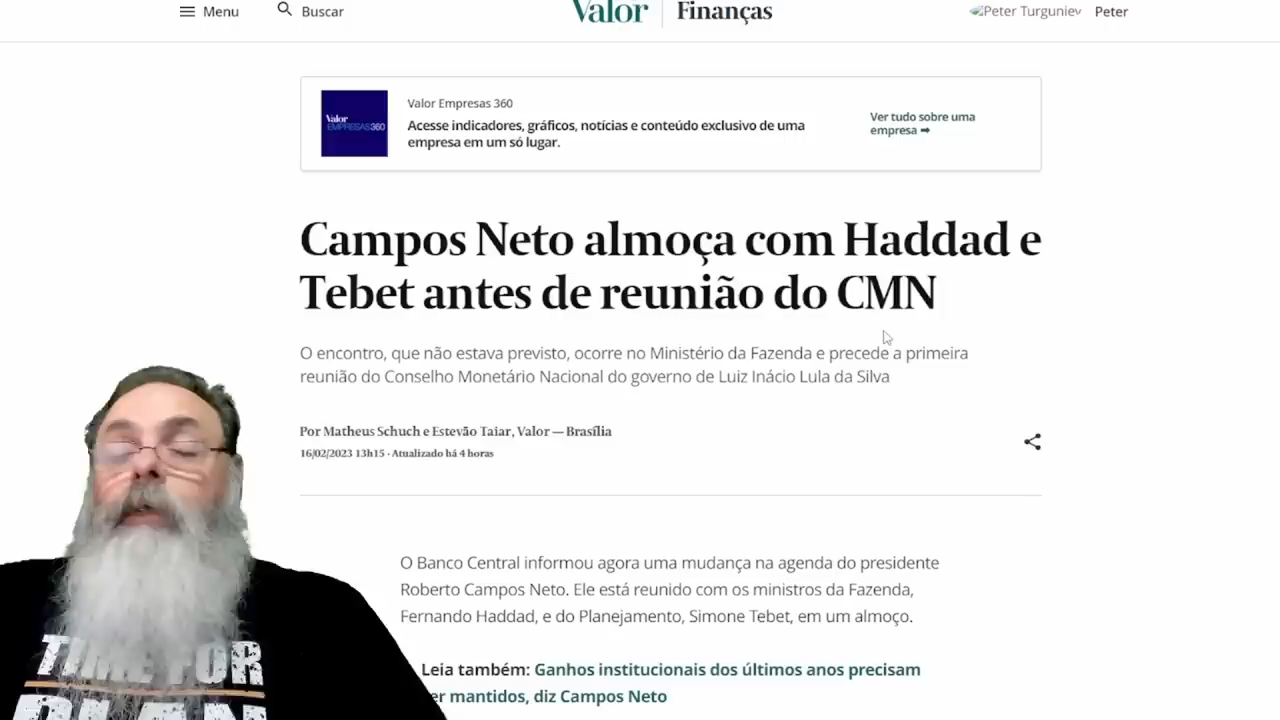 Menu
Buscar
Valor
Finanças
Peter Turguniev
Peter
Valor
EMPRESAS360
Valor Empresas 360
Acesse indicadores, gráficos, notícias e conteúdo exclusivo de uma
empresa em um só lugar.
Ver tudo sobre uma
empresa ➡
Campos Neto almoça com Haddad e
Tebet antes de reunião do CMN
O encontro, que não estava previsto, ocorre no Ministério da Fazenda e precede a primeira
reunião do Conselho Monetário Nacional do governo de Luiz Inácio Lula da Silva
Por Matheus Schuch e Estevão Taiar, Valor — Brasília
16/02/2023 13h15 · Atualizado há 4 horas
O Banco Central informou agora uma mudança na agenda do presidente
Roberto Campos Neto. Ele está reunido com os ministros da Fazenda,
Fernando Haddad, e do Planejamento, Simone Tebet, em um almoço.
Leia também: Ganhos institucionais dos últimos anos precisam
er mantidos, diz Campos Neto
TIME FOR
PLAN